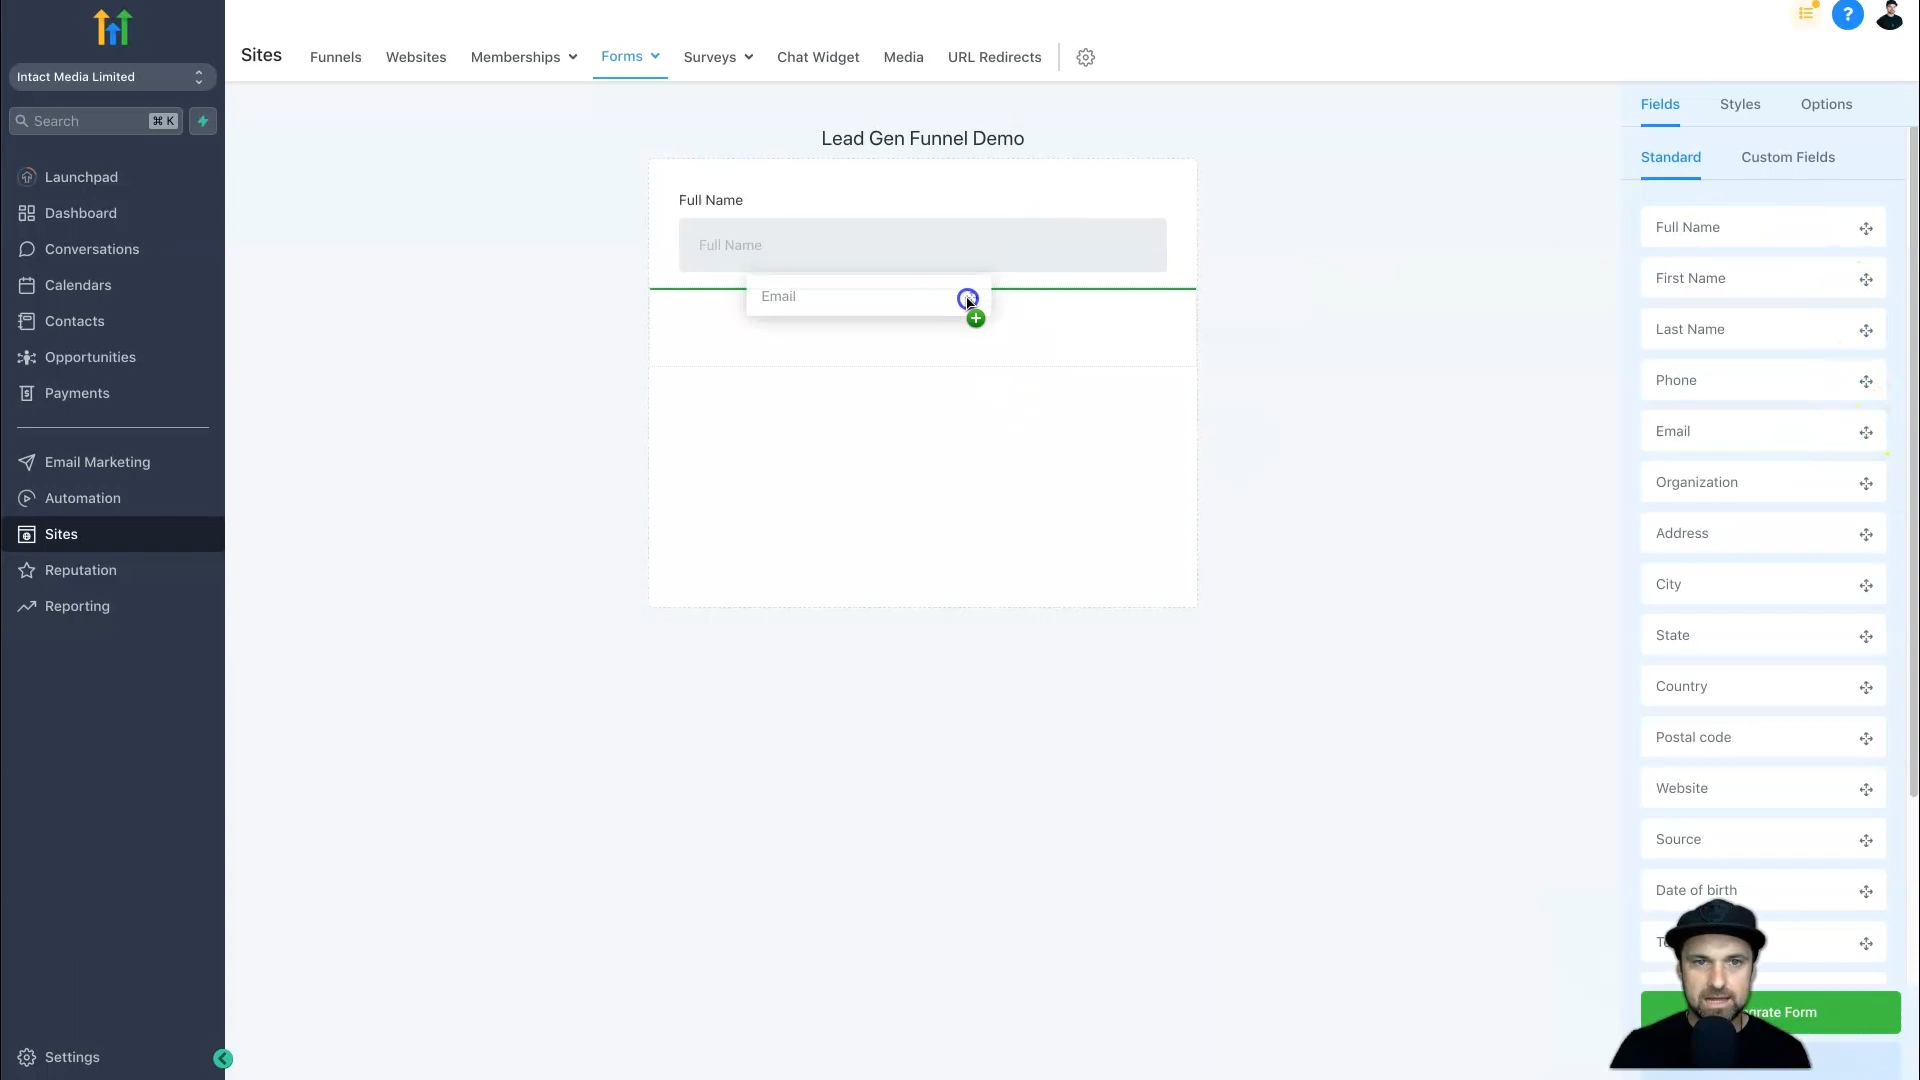 Intact Media Limited
Search
⌘ K
Launchpad
Dashboard
Conversations
Calendars
Contacts
Opportunities
Payments
Email Marketing
Automation
Sites
Reputation
Reporting
Settings
Sites
Funnels
Websites
Memberships
Forms
Surveys
Chat Widget
Media
URL Redirects
?
Lead Gen Funnel Demo
Full Name
Full Name
Email
Fields
Styles
Options
Standard
Custom Fields
Full Name
First Name
Last Name
Phone
Email
Organization
Address
City
State
Country
Postal code
Website
Source
Date of birth
Form